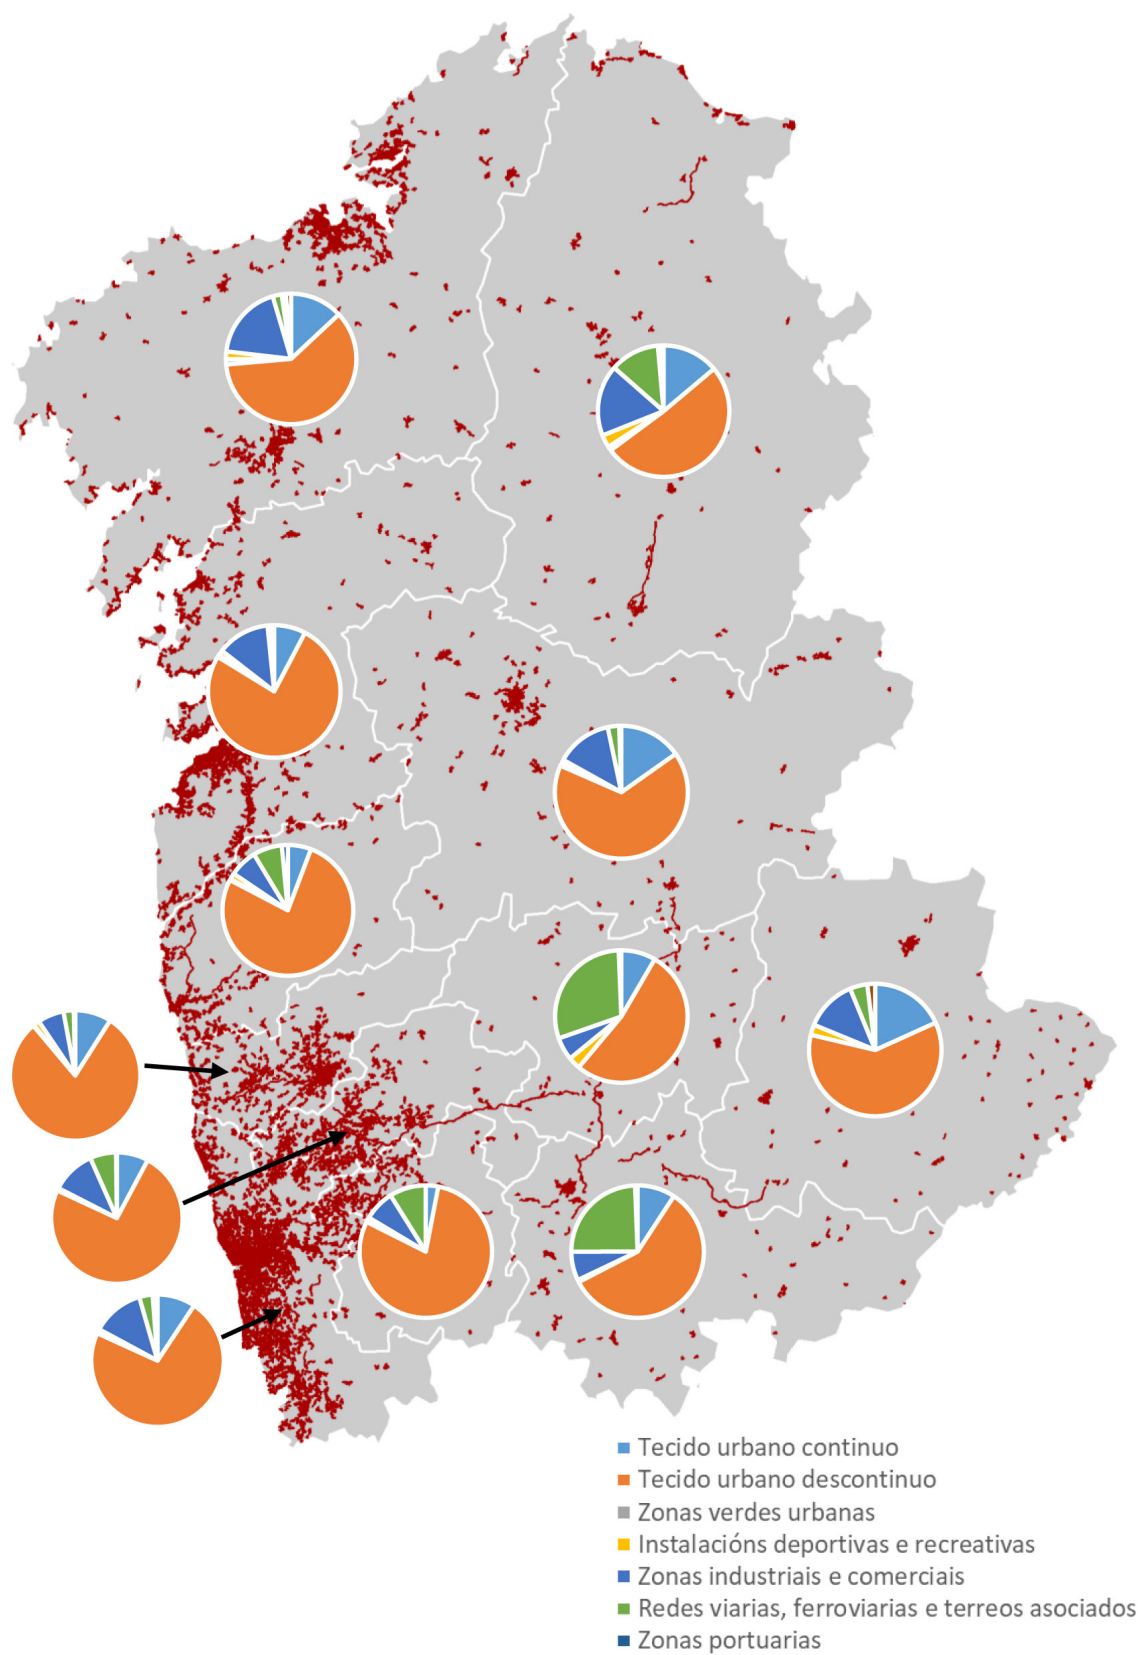 Tecido urbano continuo
Tecido urbano descontinuo
Zonas verdes urbanas
Instalacións deportivas e recreativas
Zonas industriais e comerciais
Redes viarias, ferroviarias e terreos asociados
Zonas portuarias